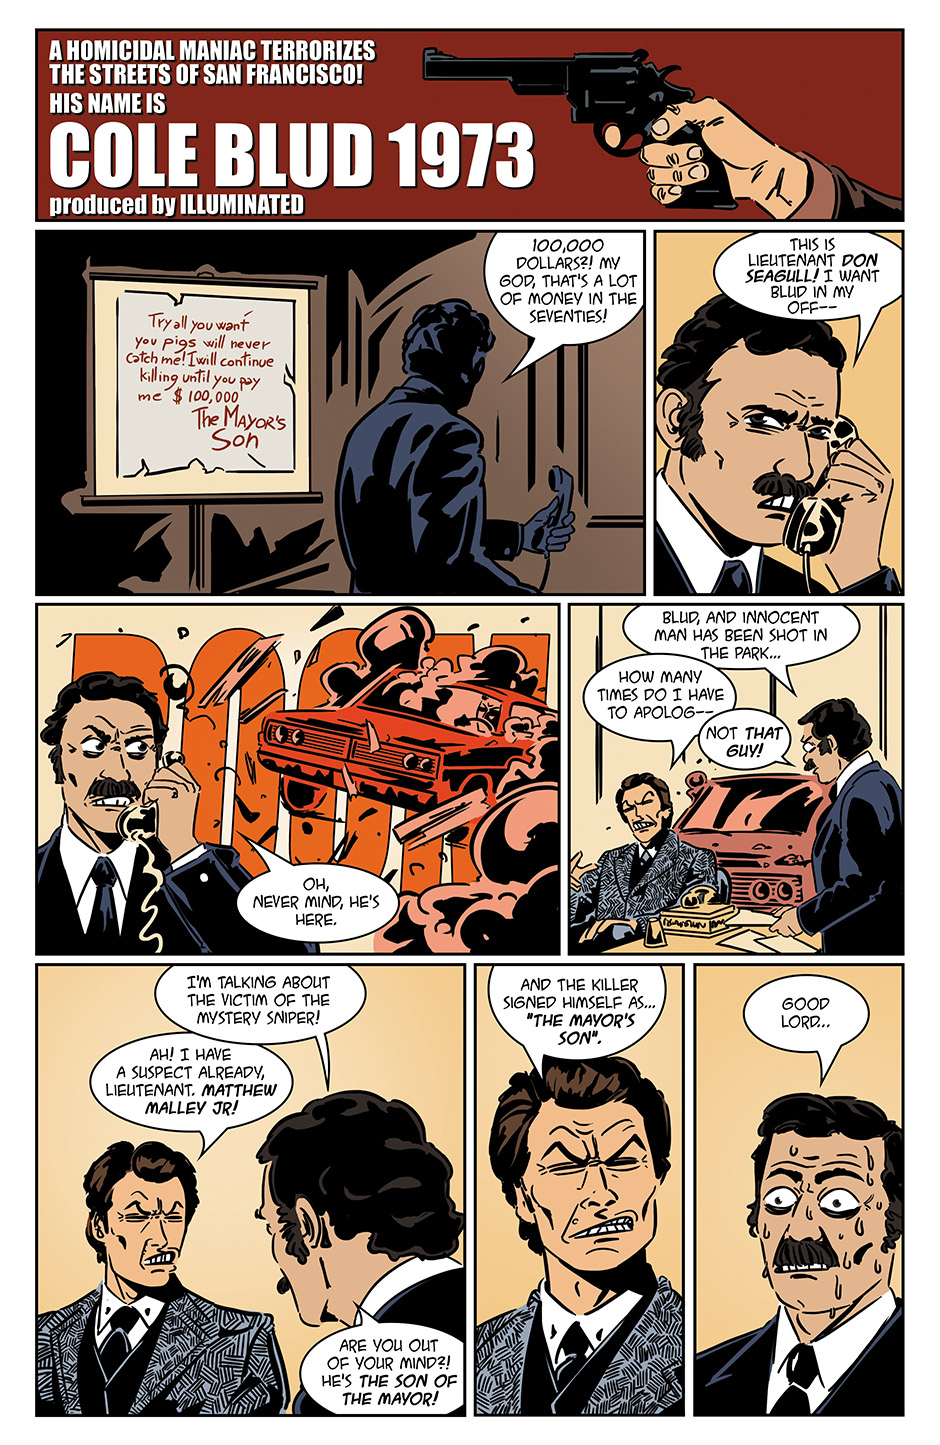 A HOMICIDAL MANIAC TERRORIZES
THE STREETS OF SAN FRANCISCO!
HIS NAME IS
COLE BLUD 1973
produced by ILLUMINATED
Try all you want
you pigs will never
catch me! I will continue
killing until you pay
me $100,000
The MAYOR'S
Son
100,000
DOLLARS?! MY
GOD, THAT'S A LOT
OF MONEY IN THE
SEVENTIES!
THIS IS
LIEUTENANT DON
SEAGULL! I WANT
BLUD IN MY
OFF--
OH,
NEVER MIND, HE'S
HERE.
BLUD, AND INNOCENT
MAN HAS BEEN SHOT IN
THE PARK...
HOW MANY
TIMES DO I HAVE
TO APOLOG--
NOT THAT
GUY!
I'M TALKING ABOUT
THE VICTIM OF THE
MYSTERY SNIPER!
AH! I HAVE
A SUSPECT ALREADY,
LIEUTENANT. MATTHEW
MALLEY JR!
ARE YOU OUT
OF YOUR MIND?!
HE'S THE SON OF
THE MAYOR!
AND THE KILLER
SIGNED HIMSELF AS...
"THE MAYOR'S
SON".
GOOD
LORD...